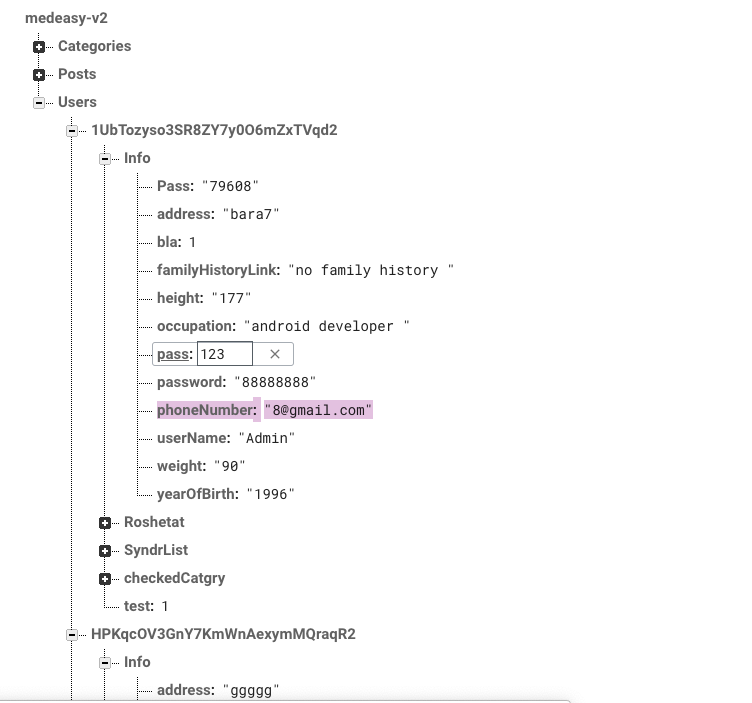 medeasy-v2
Categories
Posts
Users
1UbTozyso3SR8ZY7y0O6mZxTVqd2
Info
Pass: "79608"
address: "bara7"
bla: 1
familyHistoryLink: "no family history "
height: "177"
occupation: "android developer "
pass: 123 ×
password: "88888888"
phoneNumber: "8@gmail.com"
userName: "Admin"
weight: "90"
yearOfBirth: "1996"
Roshetat
SyndrList
checkedCatgry
test: 1
HPKqcOV3GnY7KmWnAexymMQraqR2
Info
address: "ggggg"